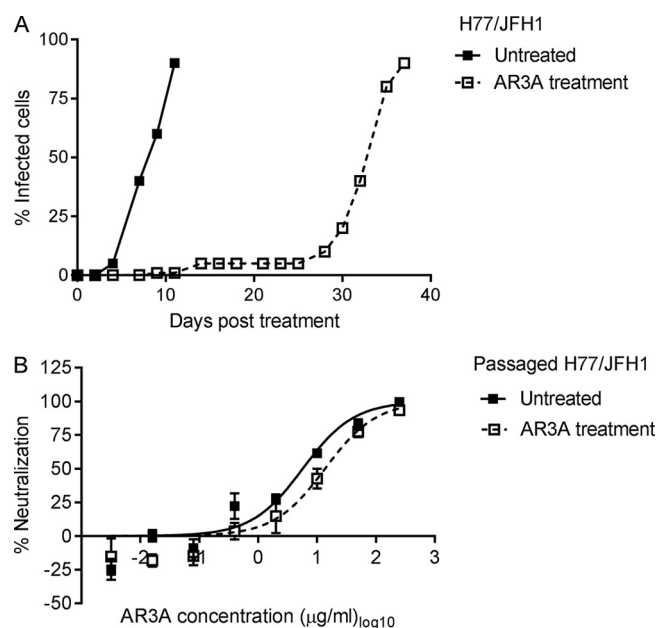 A
H77/JFH1
Untreated
AR3A treatment
% Infected cells
100
75
50
25
0
0 10 20 30 40
Days post treatment
B
Passaged H77/JFH1
Untreated
AR3A treatment
% Neutralization
125
100
75
50
25
0
-25
-50
-2 -1 0 1 2 3
AR3A concentration (μg/ml)log10